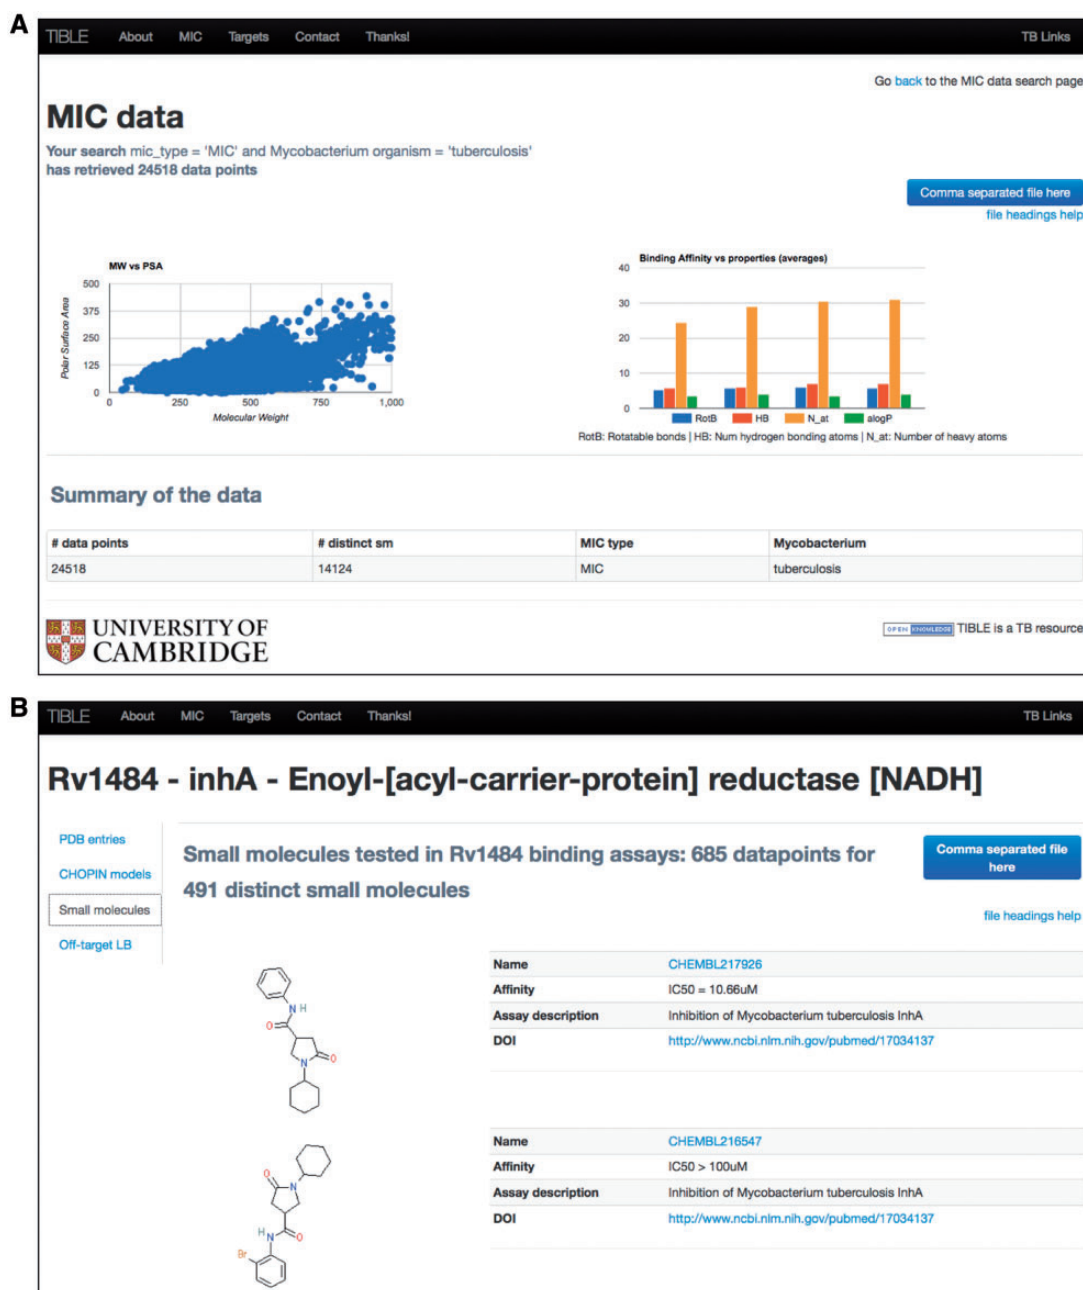 A
TIBLE About MIC Targets Contact Thanks! TB Links
Go back to the MIC data search page
MIC data
Your search mic_type = 'MIC' and Mycobacterium organism = 'tuberculosis'
has retrieved 24518 data points
Comma separated file here
file headings help
MW vs PSA
500
375
250
125
0
Polar Surface Area
0 250 500 750 1,000
Molecular Weight
Binding Affinity vs properties (averages)
40
30
20
10
0
RotB HB N_at alogP
RotB: Rotatable bonds | HB: Num hydrogen bonding atoms | N_at: Number of heavy atoms
Summary of the data
# data points # distinct sm MIC type Mycobacterium
24518 14124 MIC tuberculosis
UNIVERSITY OF
CAMBRIDGE
OPEN KNOWLEDGE TIBLE is a TB resource
B
TIBLE About MIC Targets Contact Thanks! TB Links
Rv1484 - inhA - Enoyl-[acyl-carrier-protein] reductase [NADH]
PDB entries
CHOPIN models
Small molecules
Off-target LB
Small molecules tested in Rv1484 binding assays: 685 datapoints for
491 distinct small molecules
Comma separated file
here
file headings help
N H
O
O
N
Name CHEMBL217926
Affinity IC50 = 10.66uM
Assay description Inhibition of Mycobacterium tuberculosis InhA
DOI http://www.ncbi.nlm.nih.gov/pubmed/17034137
O
N
H N
O
Br
Name CHEMBL216547
Affinity IC50 > 100uM
Assay description Inhibition of Mycobacterium tuberculosis InhA
DOI http://www.ncbi.nlm.nih.gov/pubmed/17034137